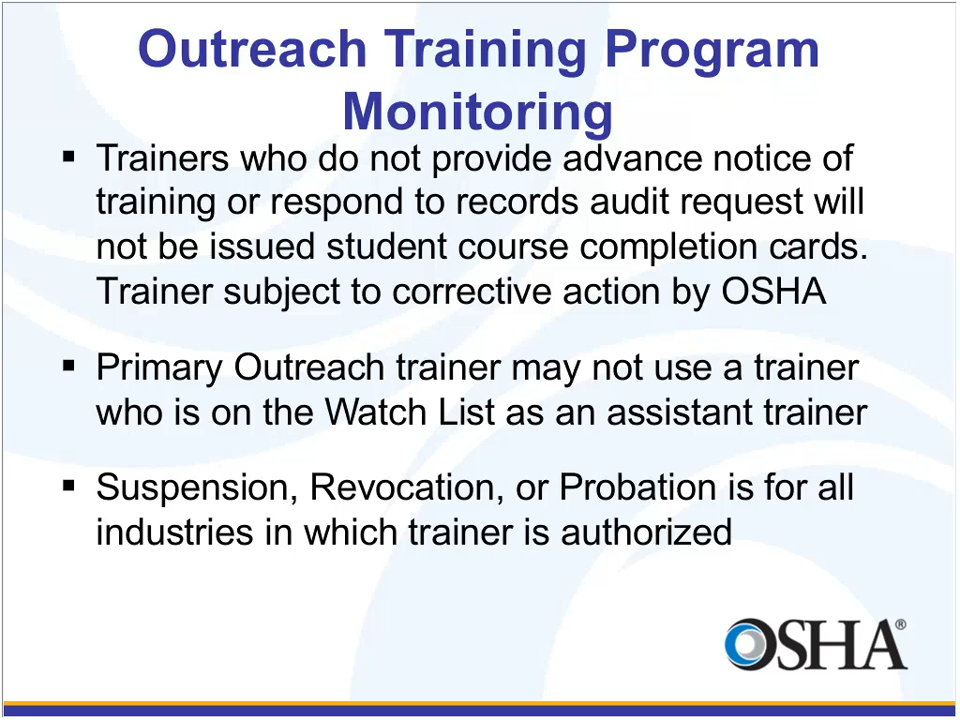 Outreach Training Program
Monitoring
▪ Trainers who do not provide advance notice of
training or respond to records audit request will
not be issued student course completion cards.
Trainer subject to corrective action by OSHA
▪ Primary Outreach trainer may not use a trainer
who is on the Watch List as an assistant trainer
▪ Suspension, Revocation, or Probation is for all
industries in which trainer is authorized
OSHA®